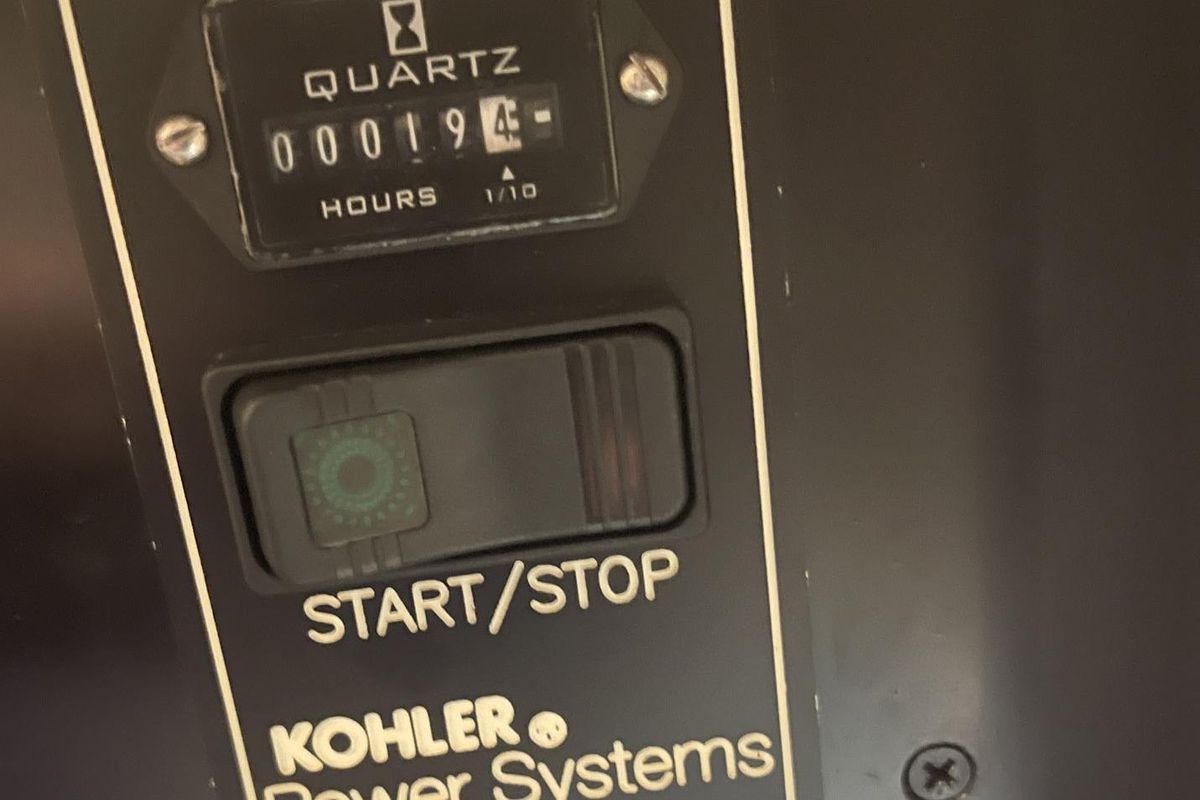 QUARTZ
000194
HOURS 1/10
START/STOP
KOHLER
Power Systems